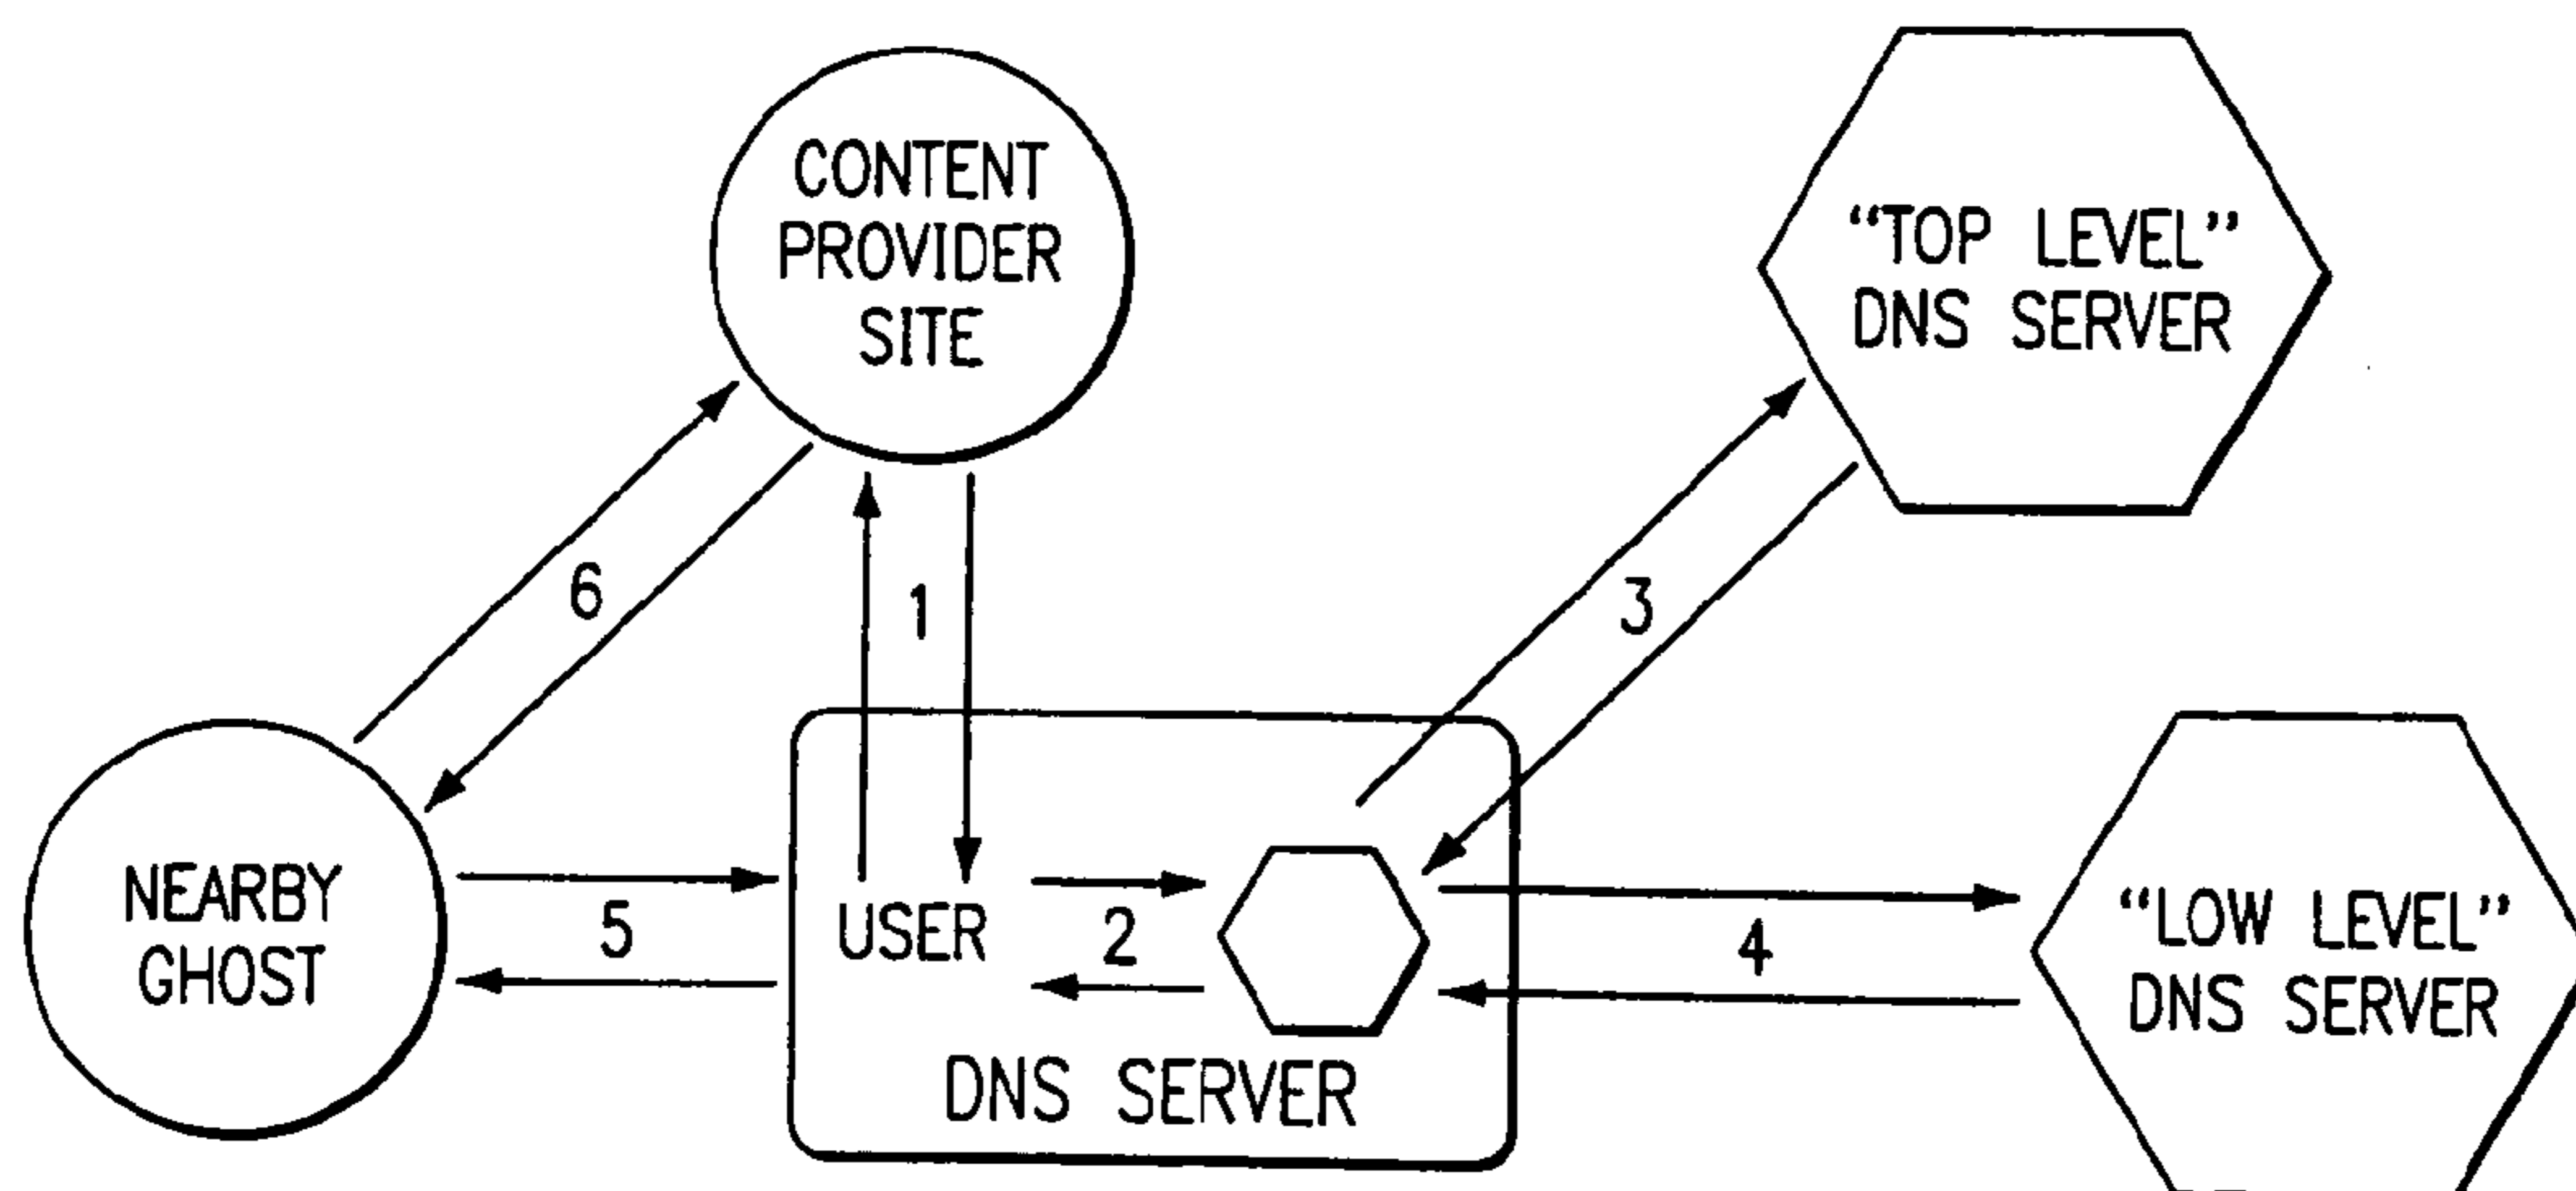 CONTENT
PROVIDER
SITE
“TOP LEVEL”
DNS SERVER
6
1
3
NEARBY
GHOST
5
USER
2
4
“LOW LEVEL”
DNS SERVER
DNS SERVER